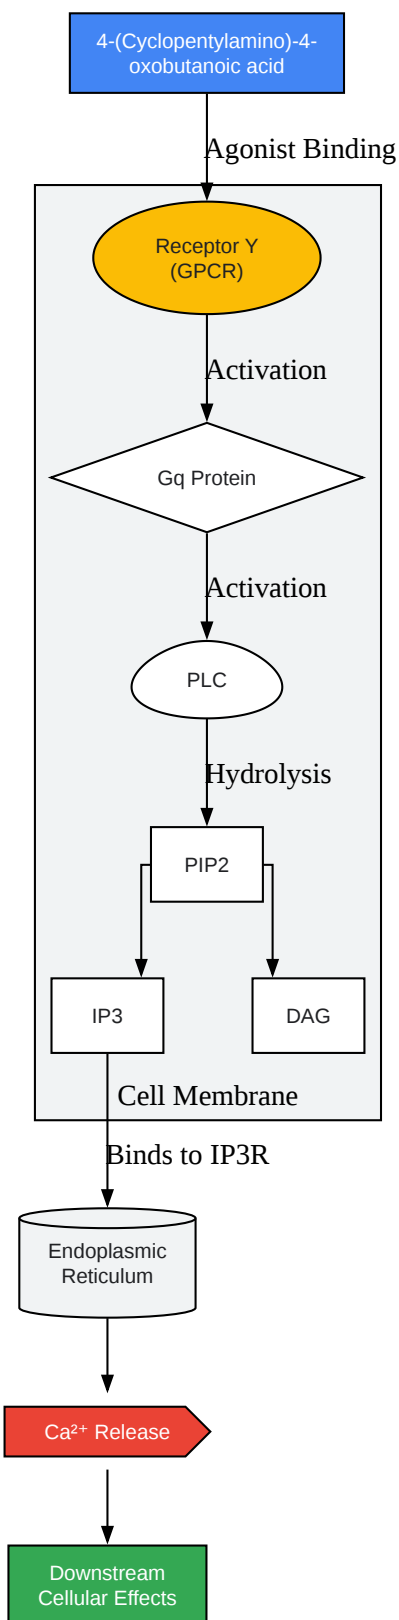 4-(Cyclopentylamino)-4-
oxobutanoic acid
Agonist Binding
Receptor Y
(GPCR)
Activation
Gq Protein
Activation
PLC
Hydrolysis
PIP2
IP3
DAG
Cell Membrane
Binds to IP3R
Endoplasmic
Reticulum
Ca²⁺ Release
Downstream
Cellular Effects